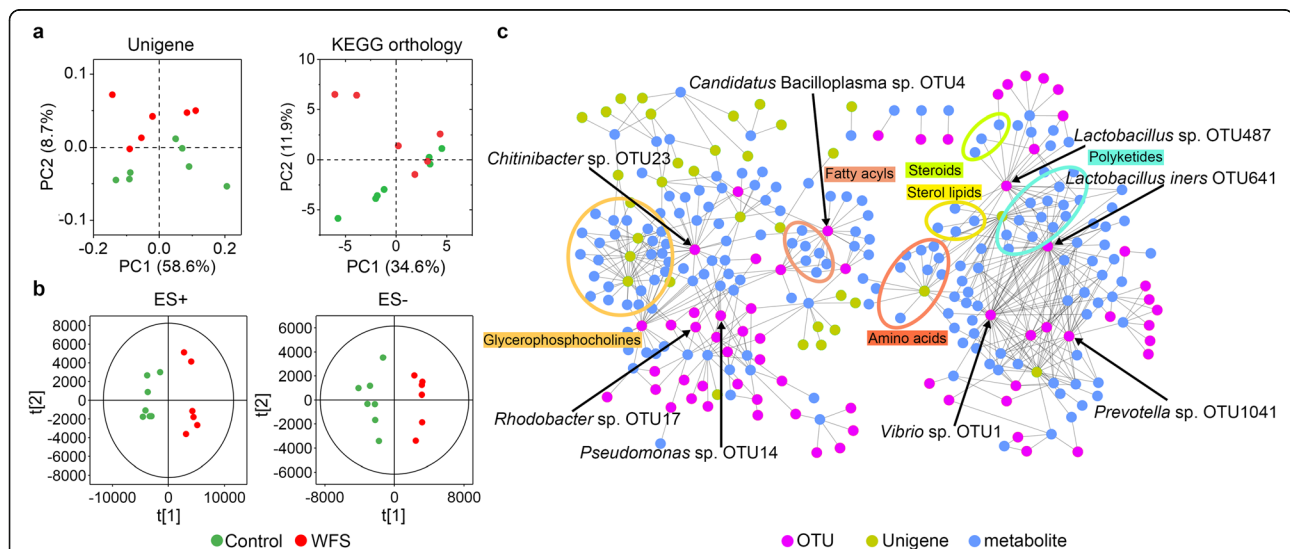 a
Unigene
PC2 (8.7%)
0.1
0.0
-0.1
-0.2
0.0
0.2
PC1 (58.6%)
KEGG orthology
PC2 (11.9%)
10
5
0
-5
-5
0
5
PC1 (34.6%)
b
ES+
t[2]
8000
6000
4000
2000
0
-2000
-4000
-6000
-8000
-10000
0
10000
t[1]
ES-
t[2]
6000
4000
2000
0
-2000
-4000
-6000
-8000
0
8000
t[1]
Control
WFS
c
Candidatus Bacilloplasma sp. OTU4
Chitinibacter sp. OTU23
Fatty acyls
Steroids
Sterol lipids
Lactobacillus sp. OTU487
Polyketides
Lactobacillus iners OTU641
Glycerophosphocholines
Amino acids
Rhodobacter sp. OTU17
Pseudomonas sp. OTU14
Vibrio sp. OTU1
Prevotella sp. OTU1041
OTU
Unigene
metabolite